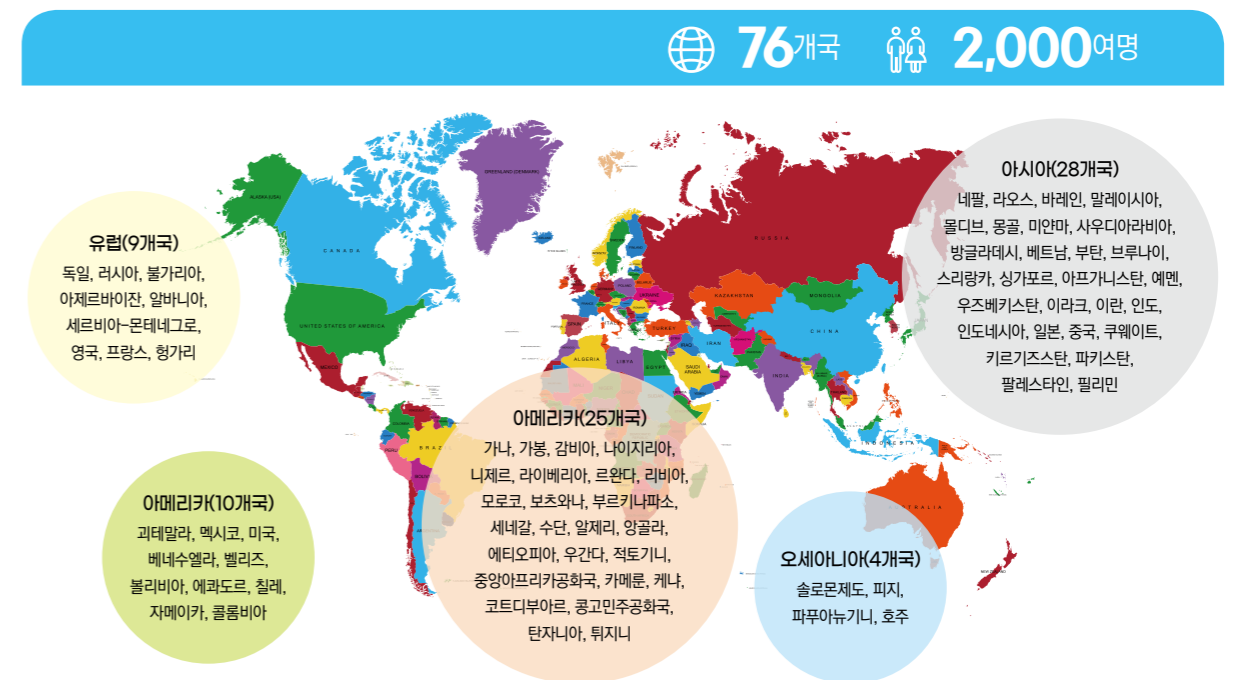 76개국 2,000여명
아시아(28개국)
네팔, 라오스, 바레인, 말레이시아,
몰디브, 몽골, 미얀마, 사우디아라비아,
방글라데시, 베트남, 부탄, 브루나이,
스리랑카, 싱가포르, 아프가니스탄, 예멘,
우즈베키스탄, 이라크, 이란, 인도,
인도네시아, 일본, 중국, 쿠웨이트,
키르기즈스탄, 파키스탄,
팔레스타인, 필리민
유럽(9개국)
독일, 러시아, 불가리아,
아제르바이잔, 알바니아,
세르비아-몬테네그로,
영국, 프랑스, 헝가리
아메리카(25개국)
가나, 가봉, 감비아, 나이지리아,
니제르, 라이베리아, 르완다, 리비아,
모로코, 보츠와나, 부르키나파소,
세네갈, 수단, 알제리, 앙골라,
에티오피아, 우간다, 적토기니,
중앙아프리카공화국, 카메룬, 케냐,
코트디부아르, 콩고민주공화국,
탄자니아, 튀지니
아메리카(10개국)
괴테말라, 멕시코, 미국,
베네수엘라, 벨리즈,
볼리비아, 에콰도르, 칠레,
자메이카, 콜롬비아
오세아니아(4개국)
솔로몬제도, 피지,
파푸아뉴기니, 호주
GREENLAND (DENMARK)
ALASKA (USA)
CANADA
UNITED STATES OF AMERICA
MEXICO
RUSSIA
KAZAKHSTAN
MONGOLIA
CHINA
UKRAINE
TURKEY
IRAN
SPAIN
ALGERIA
LIBYA
EGYPT
SAUDI
ARABIA
INDIA
INDONESIA
PERU